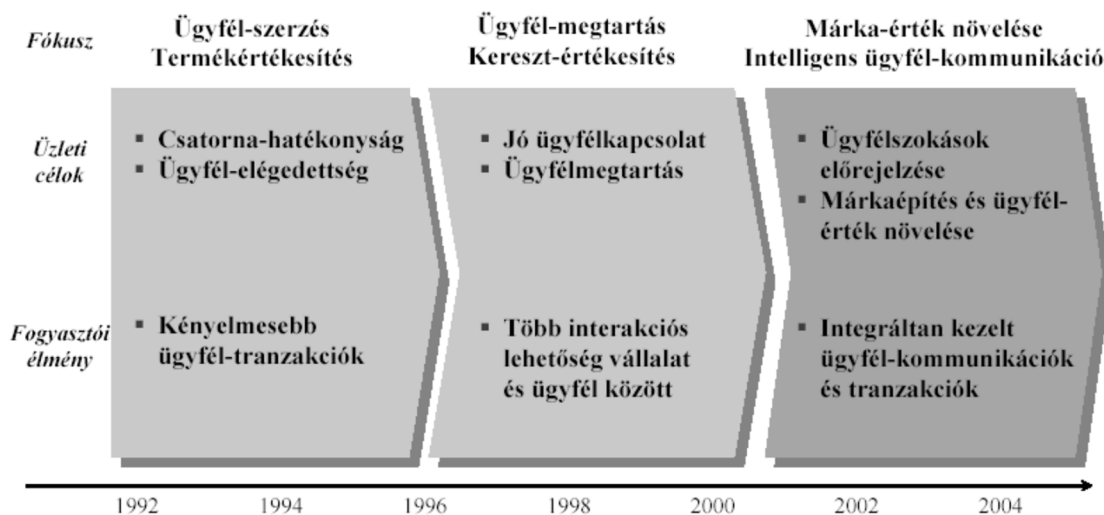 Fókusz
Ügyfél-szerzés
Termékértékesítés
Ügyfél-megtartás
Kereszt-értékesítés
Márka-érték növelése
Intelligens ügyfél-kommunikáció
Üzleti
célok
▪ Csatorna-hatékonyság
▪ Ügyfél-elégedettség
▪ Jó ügyfélkapcsolat
▪ Ügyfélmegtartás
▪ Ügyfélszokások
előrejelzése
▪ Márkaépítés és ügyfél-
érték növelése
Fogyasztói
élmény
▪ Kényelmesebb
ügyfél-tranzakciók
▪ Több interakciós
lehetőség vállalat
és ügyfél között
▪ Integráltan kezelt
ügyfél-kommunikációk
és tranzakciók
1992 1994 1996 1998 2000 2002 2004